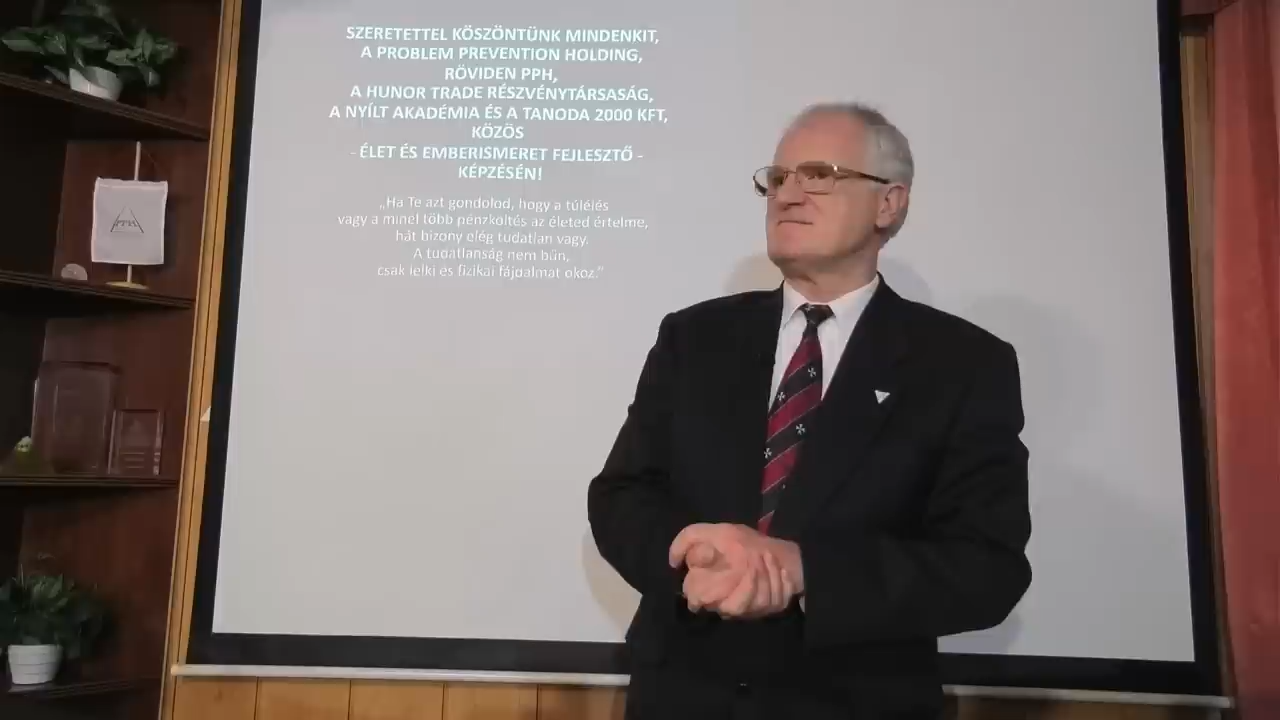 SZERETETTEL KÖSZÖNTÜNK MINDENKIT,
A PROBLEM PREVENTION HOLDING,
RÖVIDEN PPH,
A HUNOR TRADE RÉSZVÉNYTÁRSASÁG,
A NYÍLT AKADÉMIA ÉS A TANODA 2000 KFT,
KÖZÖS
- ÉLET ÉS EMBERISMERET FEJLESZTŐ -
KÉPZÉSÉN!
„Ha Te azt gondolod, hogy a túlélés
vagy a minél több pénzköltés az életed értelme,
hát bizony elég tudatlan vagy.
A tudatlanság nem bűn,
csak lelki és fizikai fájdalmat okoz.”
PPH